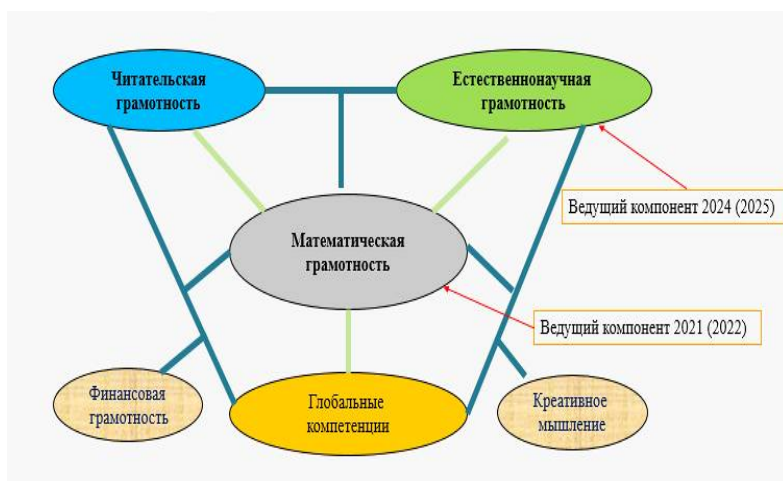 Читательская
грамотность
Естественнонаучная
грамотность
Ведущий компонент 2024 (2025)
Математическая
грамотность
Ведущий компонент 2021 (2022)
Финансовая
грамотность
Глобальные
компетенции
Креативное
мышление